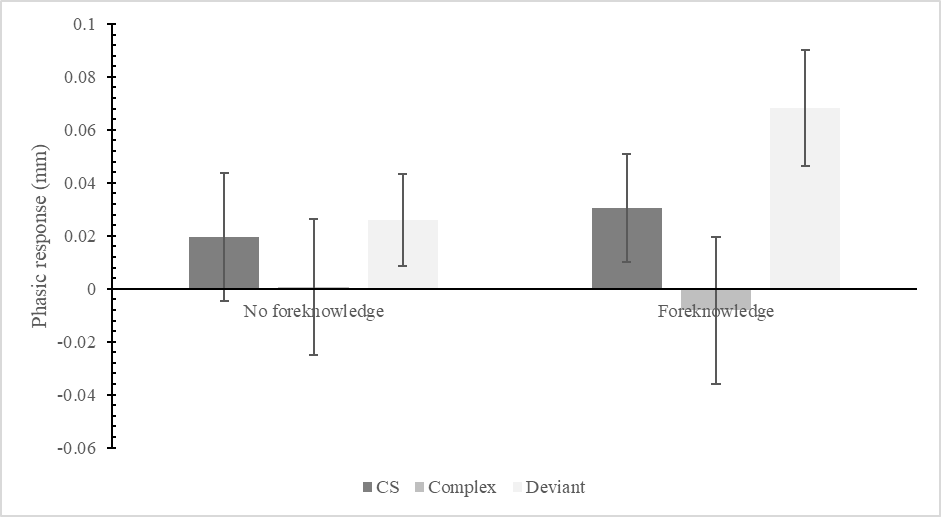 0.1
0.08
0.06
0.04
0.02
0
-0.02
-0.04
-0.06
Phasic response (mm)
No foreknowledge
Foreknowledge
CS Complex Deviant